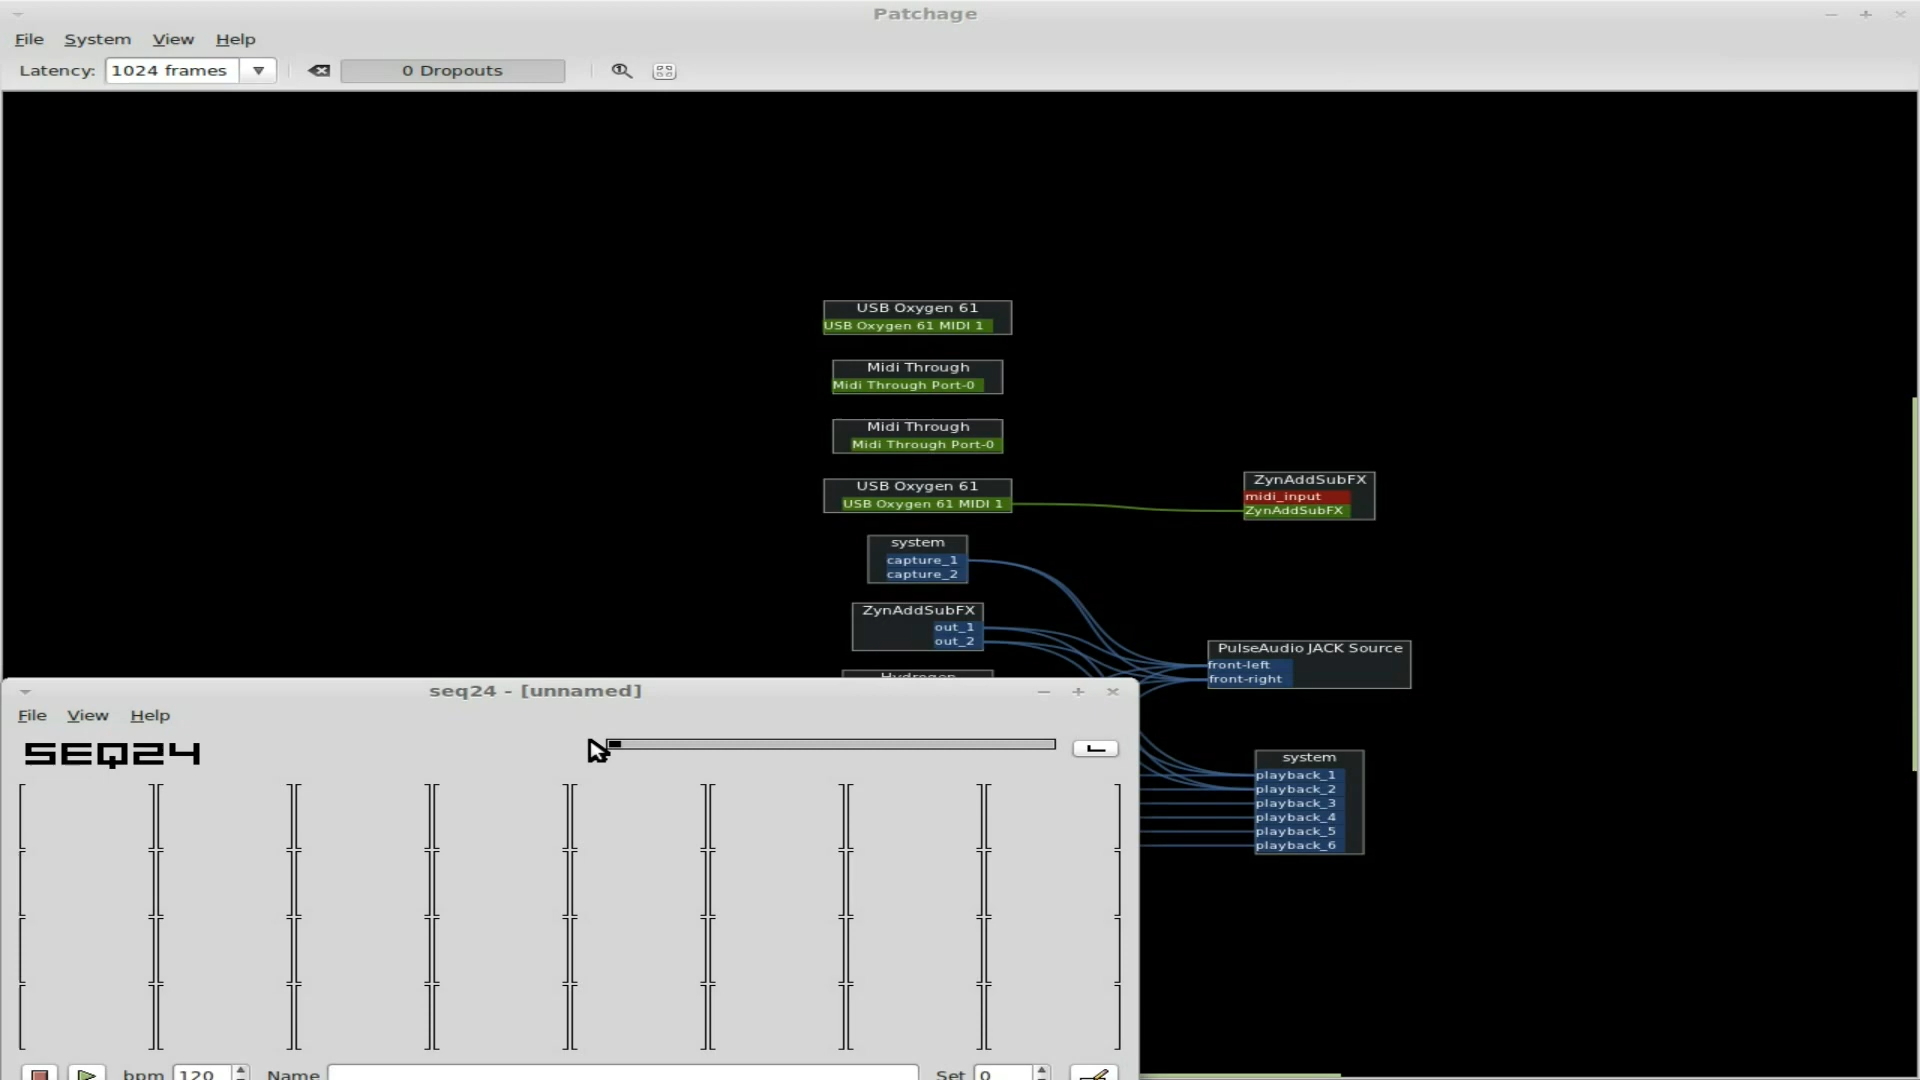 Patchage
File System View Help
Latency: 1024 frames 0 Dropouts
USB Oxygen 61
USB Oxygen 61 MIDI 1
Midi Through
Midi Through Port-0
Midi Through
Midi Through Port-0
USB Oxygen 61
USB Oxygen 61 MIDI 1
ZynAddSubFX
midi_input
ZynAddSubFX
system
capture_1
capture_2
ZynAddSubFX
out_1
out_2
PulseAudio JACK Source
front-left
front-right
Hydrogen
system
playback_1
playback_2
playback_3
playback_4
playback_5
playback_6
seq24 - [unnamed]
File View Help
SEQ24
bpm 120 Name Set 0